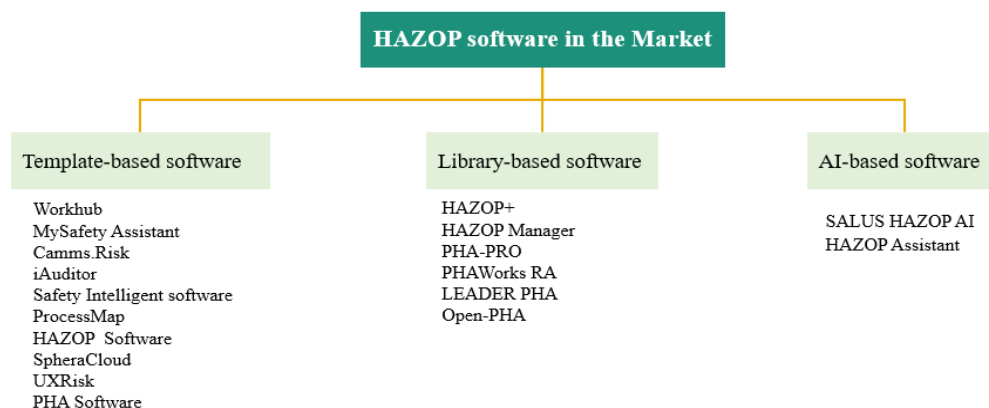 HAZOP software in the Market
Template-based software
Workhub
MySafety Assistant
Camms.Risk
iAuditor
Safety Intelligent software
ProcessMap
HAZOP Software
SpheraCloud
UXRisk
PHA Software
Library-based software
HAZOP+
HAZOP Manager
PHA-PRO
PHAWorks RA
LEADER PHA
Open-PHA
AI-based software
SALUS HAZOP AI
HAZOP Assistant